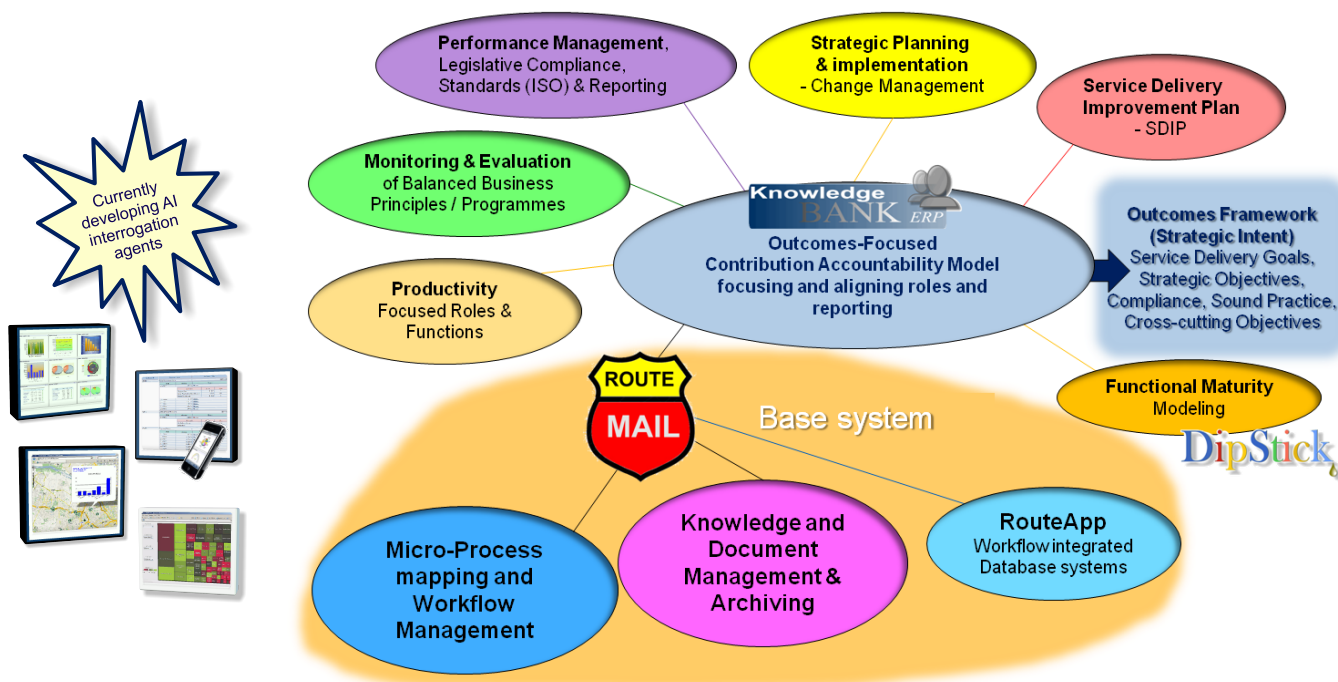 Performance Management,
Legislative Compliance,
Standards (ISO) & Reporting
Strategic Planning
& implementation
- Change Management
Service Delivery
Improvement Plan
- SDIP
Currently
developing AI
interrogation
agents
Monitoring & Evaluation
of Balanced Business
Principles / Programmes
Knowledge
BANK ERP
Outcomes-Focused
Contribution Accountability Model
focusing and aligning roles and
reporting
Outcomes Framework
(Strategic Intent)
Service Delivery Goals,
Strategic Objectives,
Compliance, Sound Practice,
Cross-cutting Objectives
Productivity
Focused Roles &
Functions
ROUTE
MAIL
Base system
Functional Maturity
Modeling
DipStick
Micro-Process
mapping and
Workflow
Management
Knowledge and
Document
Management &
Archiving
RouteApp
Workflow integrated
Database systems